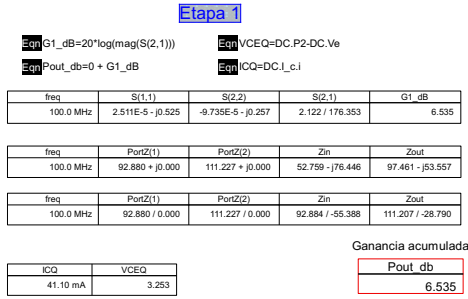 Etapa 1
Eqn G1_dB=20*log(mag(S(2,1))) Eqn VCEQ=DC.P2-DC.Ve
Eqn Pout_db=0 + G1_dB Eqn ICQ=DC.I_c.i
freq S(1,1) S(2,2) S(2,1) G1_dB
100.0 MHz 2.511E-5 - j0.525 -9.735E-5 - j0.257 2.122 / 176.353 6.535
freq PortZ(1) PortZ(2) Zin Zout
100.0 MHz 92.880 + j0.000 111.227 + j0.000 52.759 - j76.446 97.461 - j53.557
freq PortZ(1) PortZ(2) Zin Zout
100.0 MHz 92.880 / 0.000 111.227 / 0.000 92.884 / -55.388 111.207 / -28.790
Ganancia acumulada
ICQ VCEQ Pout_db
41.10 mA 3.253 6.535